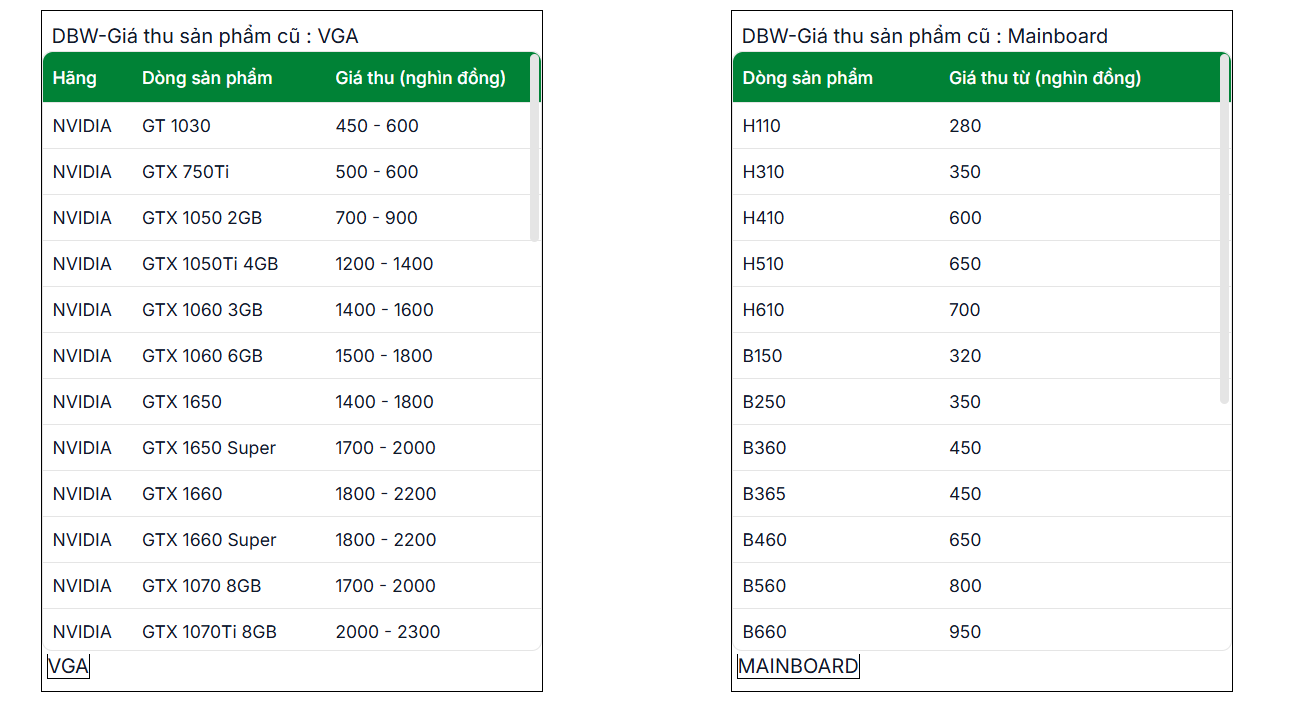 DBW-Giá thu sản phẩm cũ : VGA
Hãng Dòng sản phẩm Giá thu (nghìn đồng)
NVIDIA GT 1030 450 - 600
NVIDIA GTX 750Ti 500 - 600
NVIDIA GTX 1050 2GB 700 - 900
NVIDIA GTX 1050Ti 4GB 1200 - 1400
NVIDIA GTX 1060 3GB 1400 - 1600
NVIDIA GTX 1060 6GB 1500 - 1800
NVIDIA GTX 1650 1400 - 1800
NVIDIA GTX 1650 Super 1700 - 2000
NVIDIA GTX 1660 1800 - 2200
NVIDIA GTX 1660 Super 1800 - 2200
NVIDIA GTX 1070 8GB 1700 - 2000
NVIDIA GTX 1070Ti 8GB 2000 - 2300
VGA
DBW-Giá thu sản phẩm cũ : Mainboard
Dòng sản phẩm Giá thu từ (nghìn đồng)
H110 280
H310 350
H410 600
H510 650
H610 700
B150 320
B250 350
B360 450
B365 450
B460 650
B560 800
B660 950
MAINBOARD